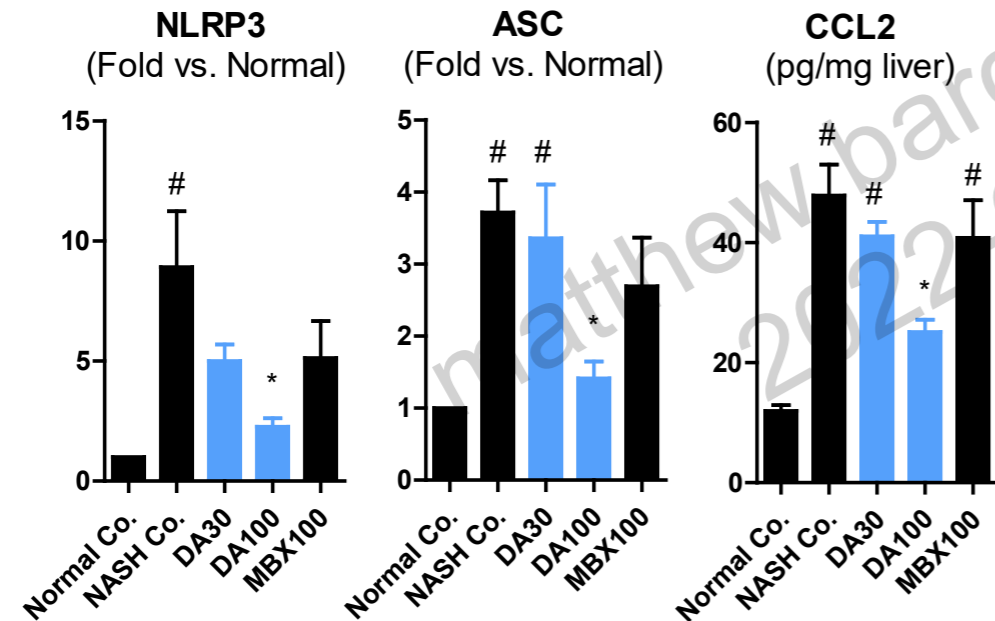 NLRP3
(Fold vs. Normal)
15
10
5
0
#
*
Normal Co.
NASH Co.
DA30
DA100
MBX100
ASC
(Fold vs. Normal)
5
4
3
2
1
0
#
#
*
Normal Co.
NASH Co.
DA30
DA100
MBX100
CCL2
(pg/mg liver)
60
40
20
0
#
#
*
#
Normal Co.
NASH Co.
DA30
DA100
MBX100
matthew
2022